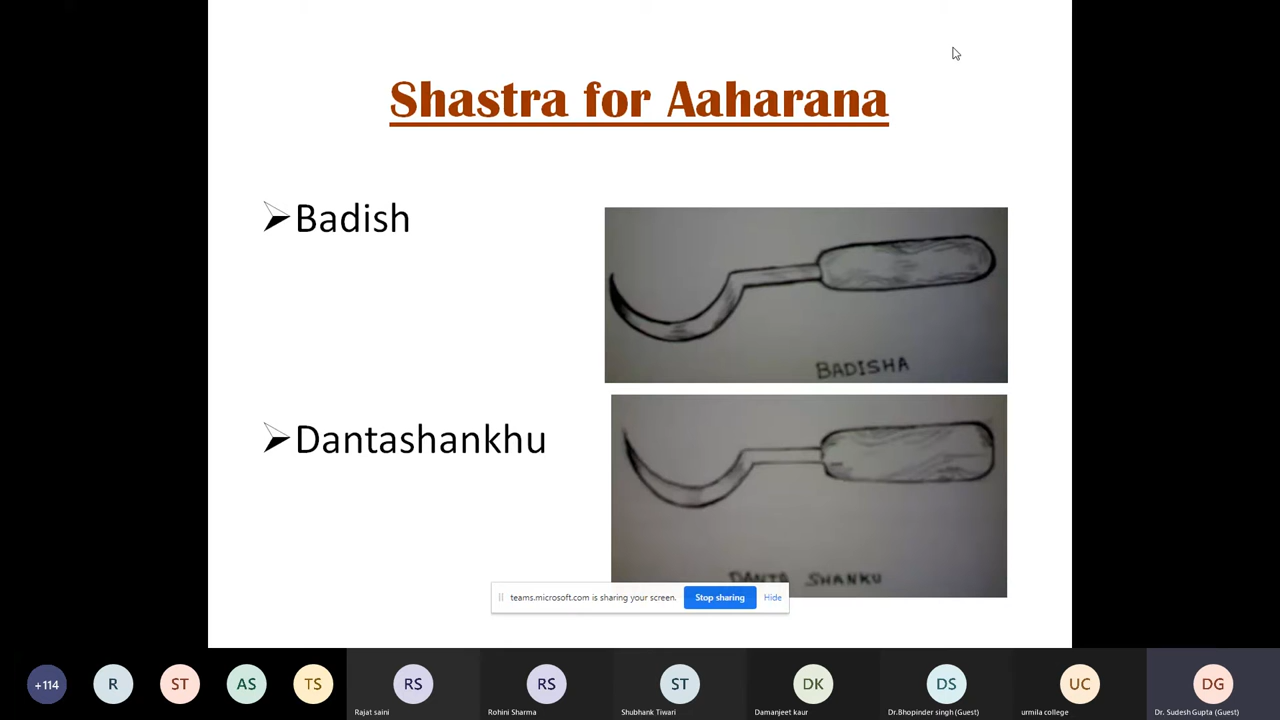 Shastra for Aaharana
Badish
BADISHA
Dantashankhu
DANTA SHANKU
teams.microsoft.com is sharing your screen.
Stop sharing
Hide
+114
R
ST
AS
TS
RS
Rajat saini
RS
Rohini Sharma
ST
Shubhank Tiwari
DK
Damanjeet kaur
DS
Dr.Bhopinder singh (Guest)
UC
urmila college
DG
Dr. Sudesh Gupta (Guest)